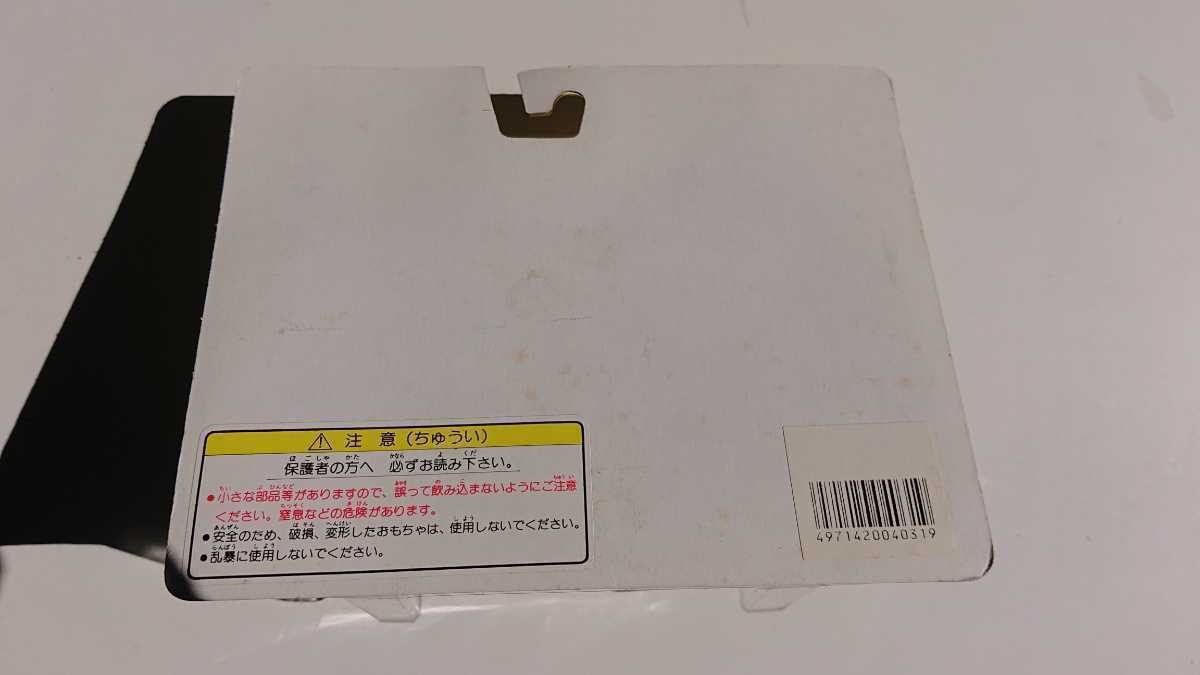 注意(ちゅうい)
保護者の方へ 必ずお読み下さい。
●小さな部品等がありますので、誤って飲み込まないようにご注意
ください。窒息などの危険があります。
●安全のため、破損、変形したおもちゃは、使用しないでください。
●乱暴に使用しないでください。
4971420040319